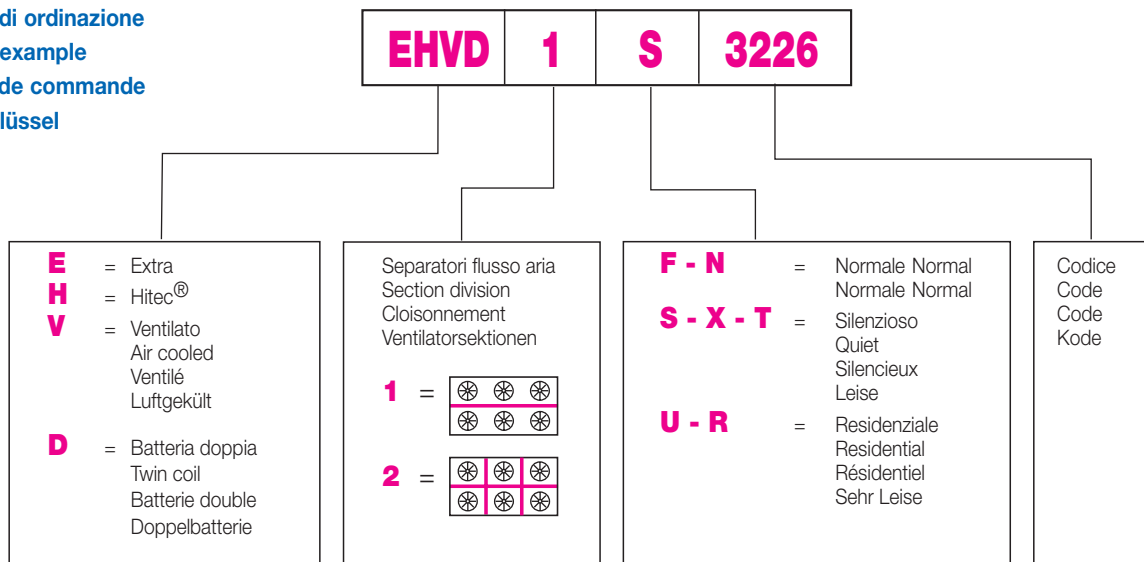 di ordinazione
example
de commande
lüssel
EHVD 1 S 3226
E = Extra
H = Hitec®
V = Ventilato
Air cooled
Ventilé
Luftgekült
D = Batteria doppia
Twin coil
Batterie double
Doppelbatterie
Separatori flusso aria
Section division
Cloisonnement
Ventilatorsektionen
1 =
2 =
F - N = Normale Normal
Normale Normal
S - X - T = Silenzioso
Quiet
Silencieux
Leise
U - R = Residenziale
Residential
Résidentiel
Sehr Leise
Codice
Code
Code
Kode